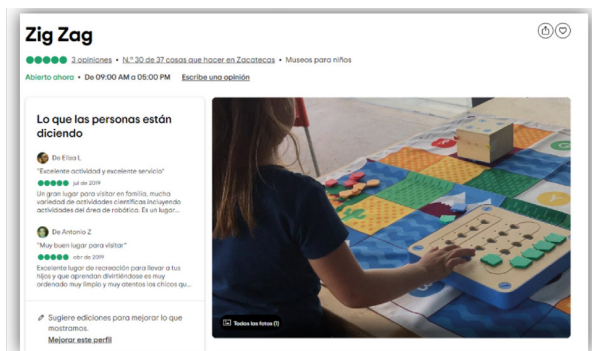 Zig Zag
3 opiniones • N.º 30 de 37 cosas que hacer en Zacatecas • Museos para niños
Abierto ahora • De 09:00 AM a 05:00 PM Escribe una opinión
Lo que las personas están
diciendo
De Elisa L
"Excelente actividad y excelente servicio"
jul de 2019
Un gran lugar para visitar en familia, mucha
variedad de actividades científicas incluyendo
actividades del área de robótica. Es un lugar...
De Antonio Z
"Muy buen lugar para visitar"
abr de 2019
Excelente lugar de recreación para llevar a tus
hijos y que aprendan divirtiéndose es muy
ordenado muy limpio y muy atentos los chicos qu...
Sugiere ediciones para mejorar lo que
mostramos.
Mejorar este perfil
Todas las fotos (1)